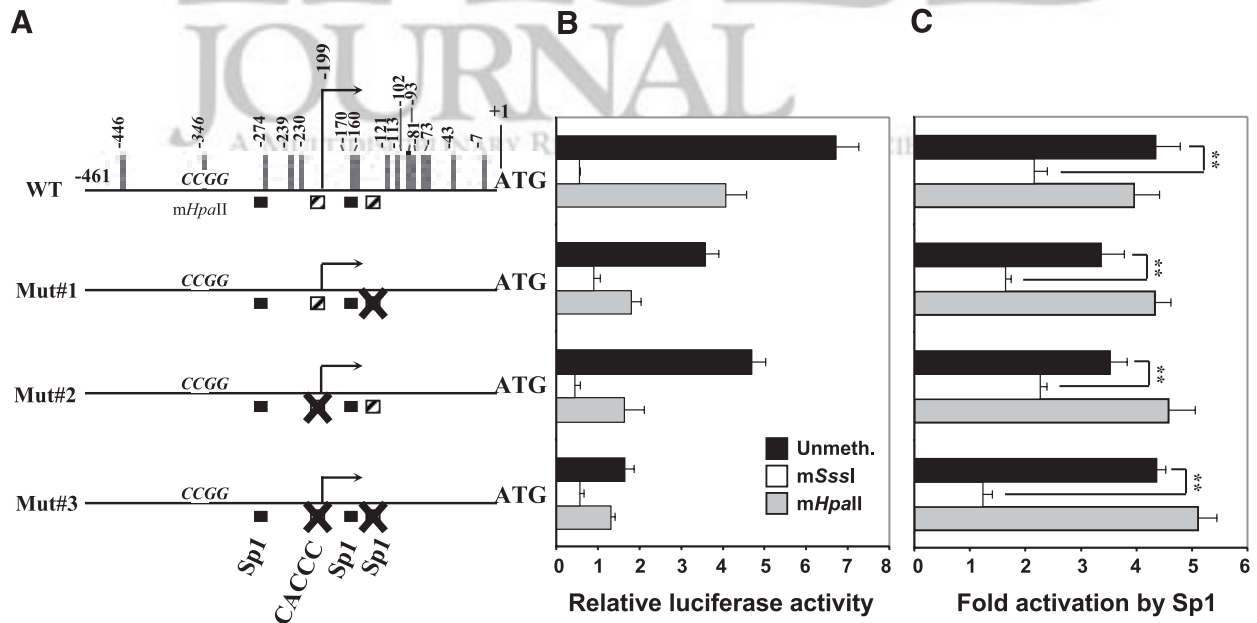 A
B
C
JOURNAL
-446
-346
-274
-239
-230
-199
-170
-160
-121
-113
-102
-93
-81
-73
-43
-7
+1
WT
-461
CCGG
ATG
mHpaII
Mut#1
CCGG
ATG
Mut#2
CCGG
ATG
Mut#3
CCGG
ATG
Sp1
CACCC
Sp1
Sp1
Unmeth.
mSssI
mHpaII
0 1 2 3 4 5 6 7 8
Relative luciferase activity
**
**
**
**
0 1 2 3 4 5 6
Fold activation by Sp1